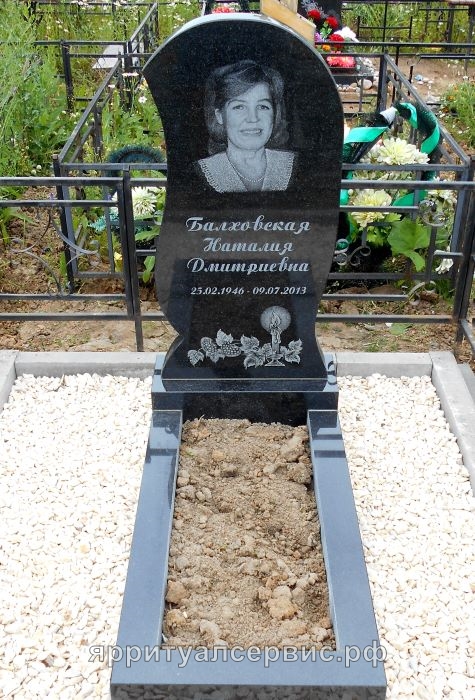 Балховская
Наталия
Дмитриевна
25.02.1946 - 09.07.2013
ярритуалсервис.рф